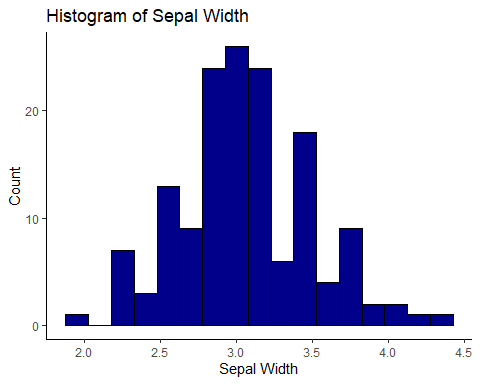 Histogram of Sepal Width
Count
20
10
0
2.0 2.5 3.0 3.5 4.0 4.5
Sepal Width